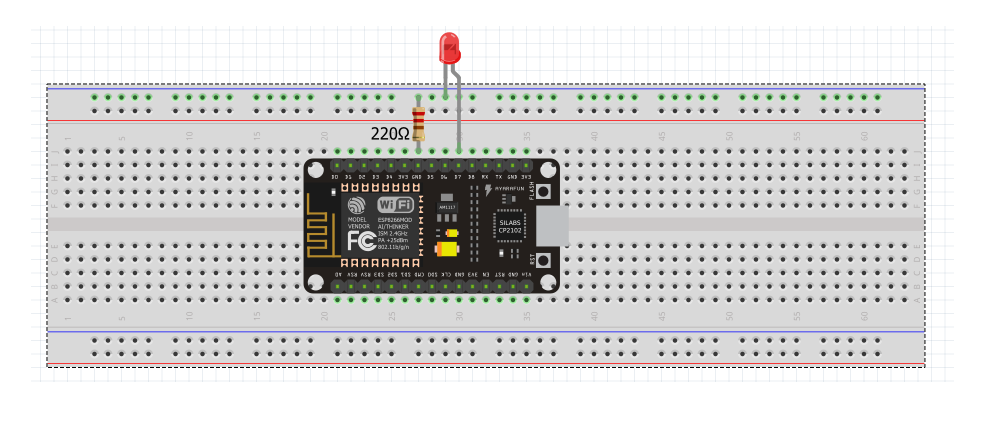 220Ω
1 5 10 15 20 25 30 35 40 45 50 55 60
J
I
H
G
F
D0 D1 D2 D3 D4 3V3 GND D5 D6 D7 D8 RX TX GND 3V3
AYARAFUN
FLASH
WiFi
MODEL
VENDOR
ESP8266MOD
AI/THINKER
ISM 2.4GHz
PA +25dBm
802.11b/g/n
FC
AM1117
SiLABS
CP2102
RST
A0 RSV RSV SD3 SD2 SD1 CMD SD0 CLK GND 3V3 EN RST GND Vin
E
D
C
B
A
1 5 10 15 20 25 30 35 40 45 50 55 60